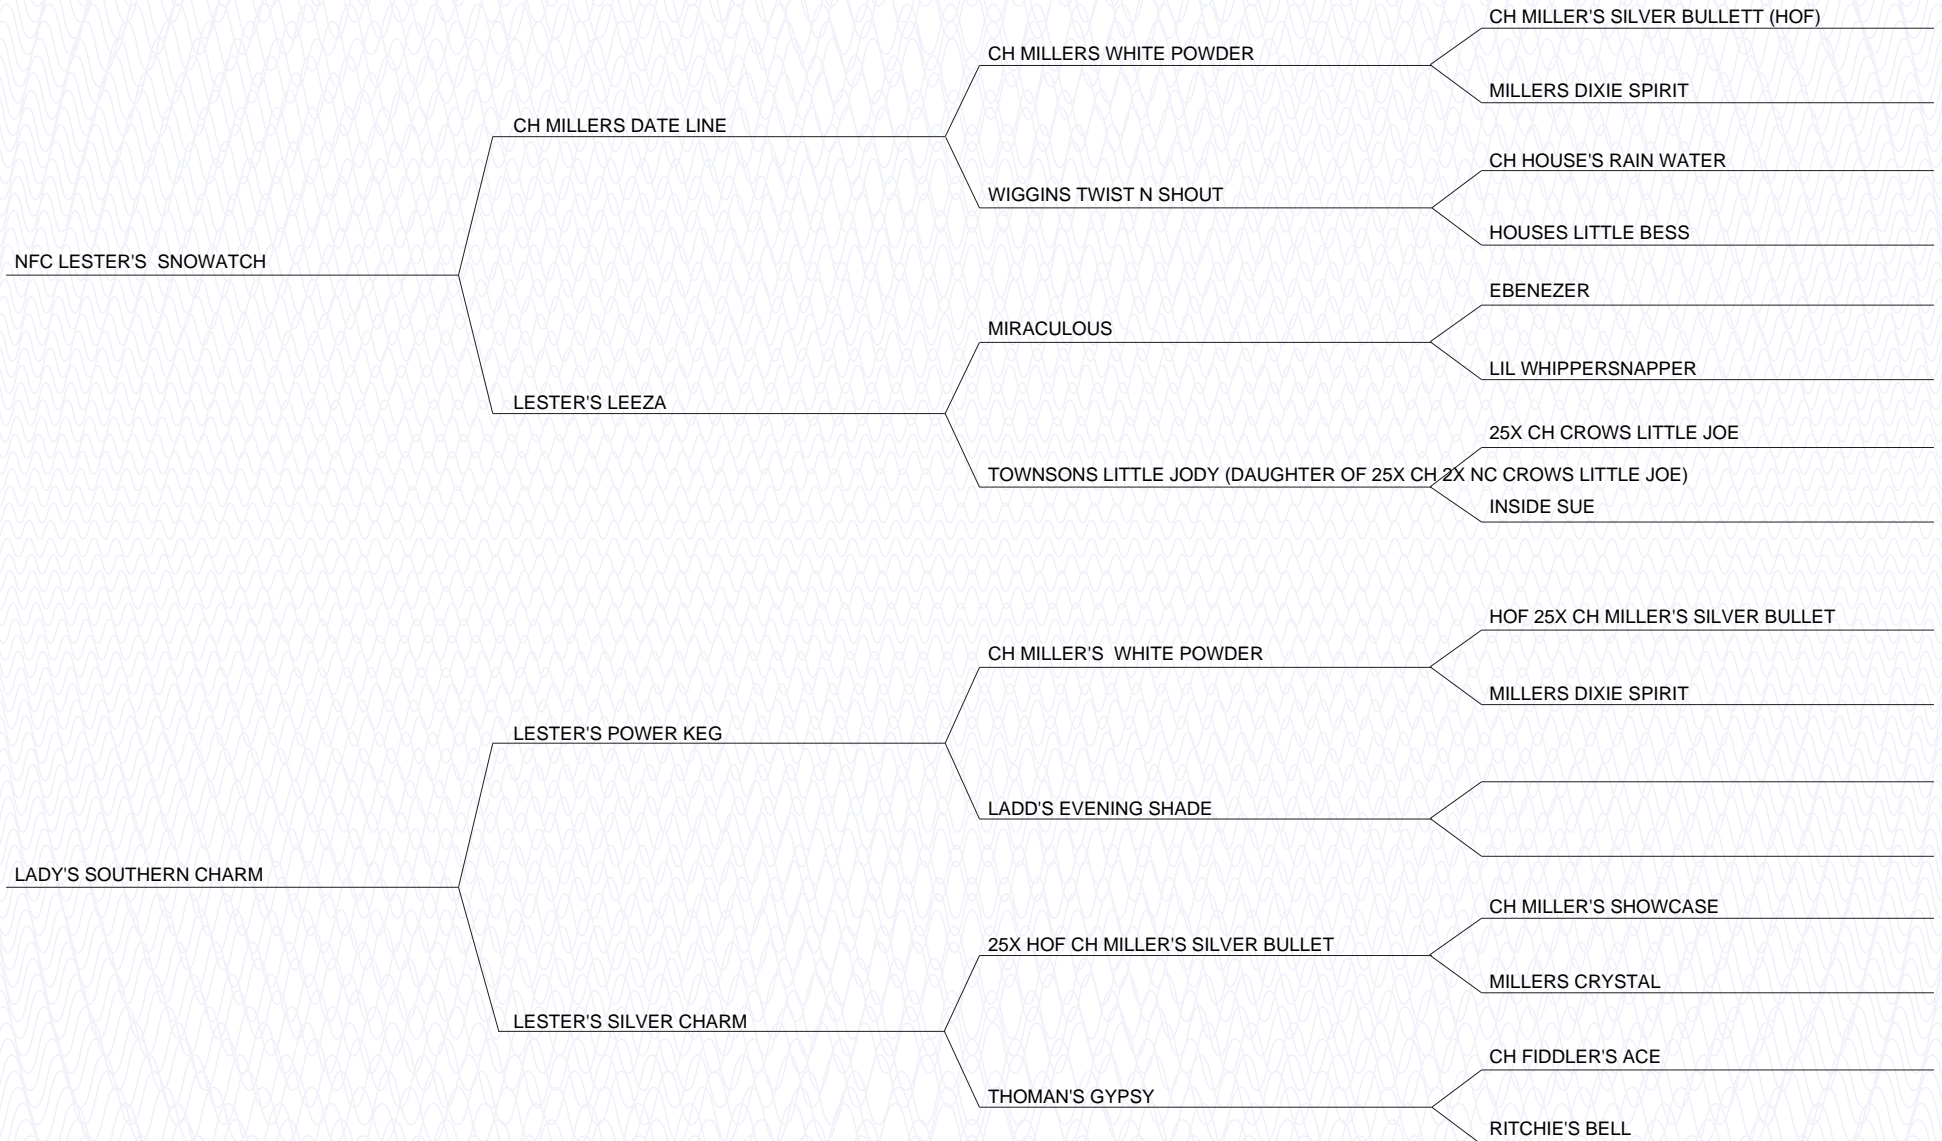 CH MILLER'S SILVER BULLETT (HOF)
CH MILLERS WHITE POWDER
MILLERS DIXIE SPIRIT
CH MILLERS DATE LINE
CH HOUSE'S RAIN WATER
WIGGINS TWIST N SHOUT
HOUSES LITTLE BESS
NFC LESTER'S  SNOWATCH
EBENEZER
MIRACULOUS
LIL WHIPPERSNAPPER
LESTER'S LEEZA
25X CH CROWS LITTLE JOE
TOWNSONS LITTLE JODY (DAUGHTER OF 25X CH 2X NC CROWS LITTLE JOE)
INSIDE SUE
HOF 25X CH MILLER'S SILVER BULLET
CH MILLER'S  WHITE POWDER
MILLERS DIXIE SPIRIT
LESTER'S POWER KEG
LADD'S EVENING SHADE
LADY'S SOUTHERN CHARM
CH MILLER'S SHOWCASE
25X HOF CH MILLER'S SILVER BULLET
MILLERS CRYSTAL
LESTER'S SILVER CHARM
CH FIDDLER'S ACE
THOMAN'S GYPSY
RITCHIE'S BELL